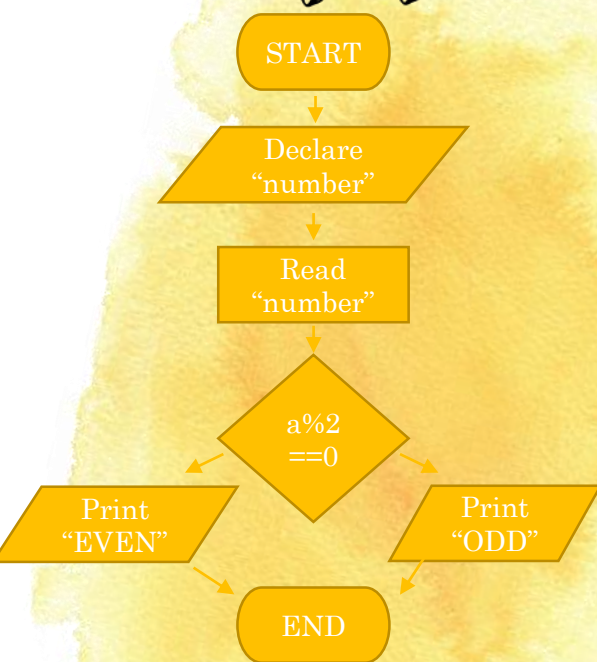 START
Declare
“number”
Read
“number”
a%2
==0
Print
“EVEN”
Print
“ODD”
END